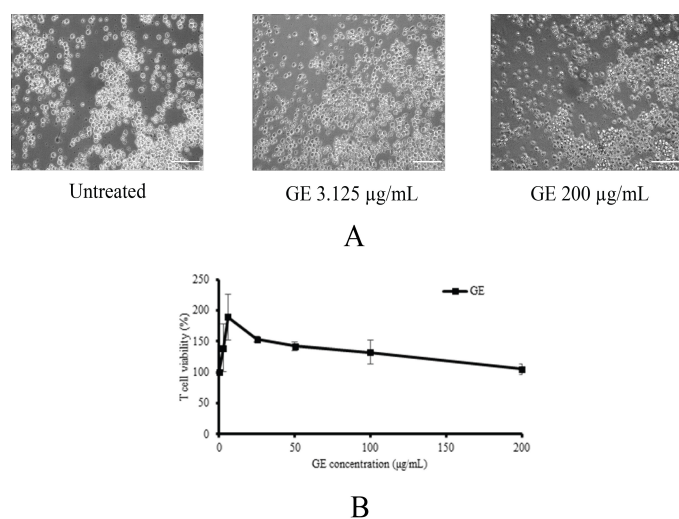 Untreated
GE 3.125 µg/mL
GE 200 µg/mL
A
250
200
150
100
50
0
T cell viability (%)
GE
0
50
100
150
200
GE concentration (µg/mL)
B